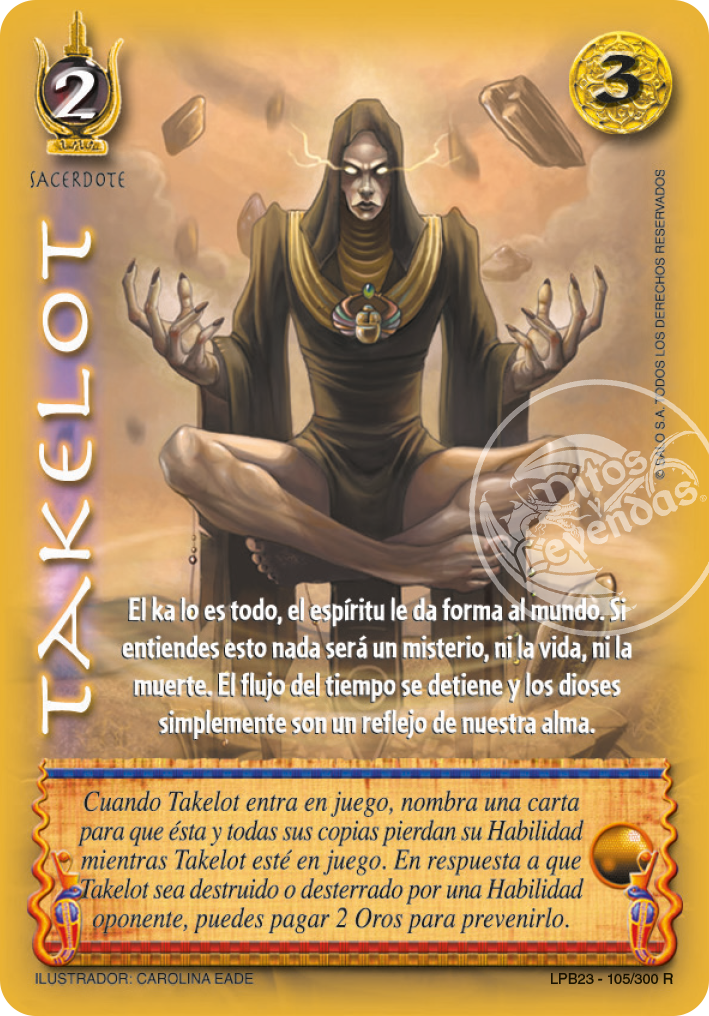 2
3
SACERDOTE
TAKELOT
© SALO S.A. TODOS LOS DERECHOS RESERVADOS
Mitos
y
Leyendas
El ka lo es todo, el espíritu le da forma al mundo. Si
entiendes esto nada será un misterio, ni la vida, ni la
muerte. El flujo del tiempo se detiene y los dioses
simplemente son un reflejo de nuestra alma.
Cuando Takelot entra en juego, nombra una carta
para que ésta y todas sus copias pierdan su Habilidad
mientras Takelot esté en juego. En respuesta a que
Takelot sea destruido o desterrado por una Habilidad
oponente, puedes pagar 2 Oros para prevenirlo.
ILUSTRADOR: CAROLINA EADE
LPB23 - 105/300 R